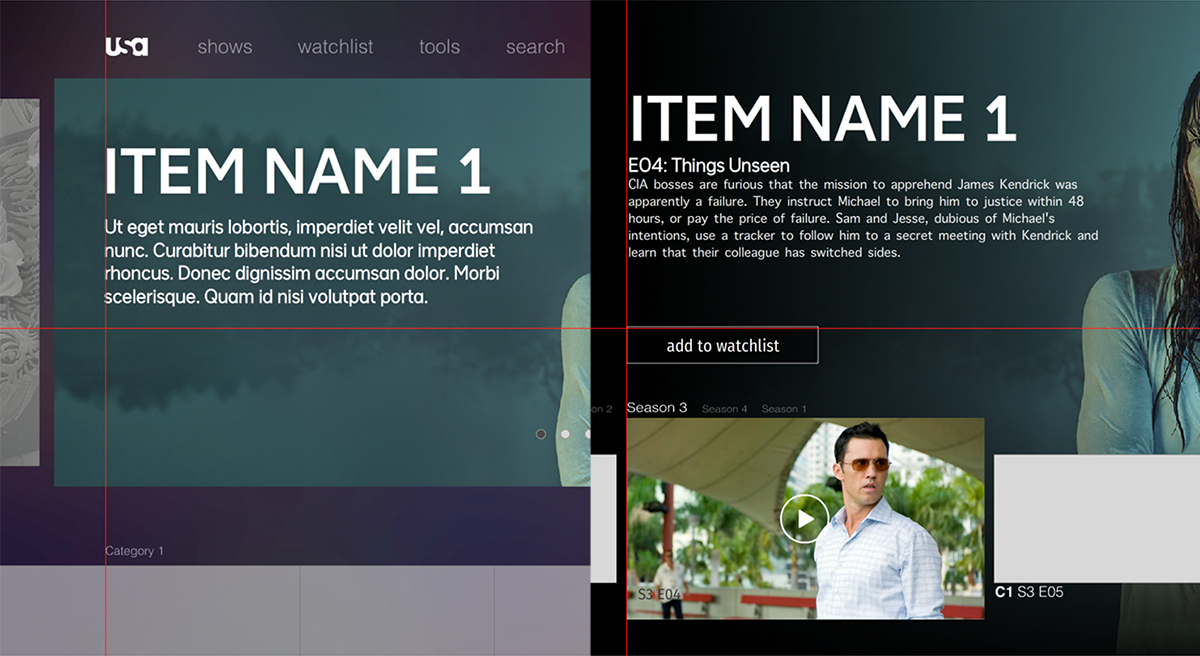 usa shows watchlist tools search
ITEM NAME 1
Ut eget mauris lobortis, imperdiet velit vel, accumsan
nunc. Curabitur bibendum nisi ut dolor imperdiet
rhoncus. Donec dignissim accumsan dolor. Morbi
scelerisque. Quam id nisi volutpat porta.
Category 1
ITEM NAME 1
E04: Things Unseen
CIA bosses are furious that the mission to apprehend James Kendrick was
apparently a failure. They instruct Michael to bring him to justice within 48
hours, or pay the price of failure. Sam and Jesse, dubious of Michael's
intentions, use a tracker to follow him to a secret meeting with Kendrick and
learn that their colleague has switched sides.
add to watchlist
on 2 Season 3 Season 4 Season 1
S3 E04
C1 S3 E05